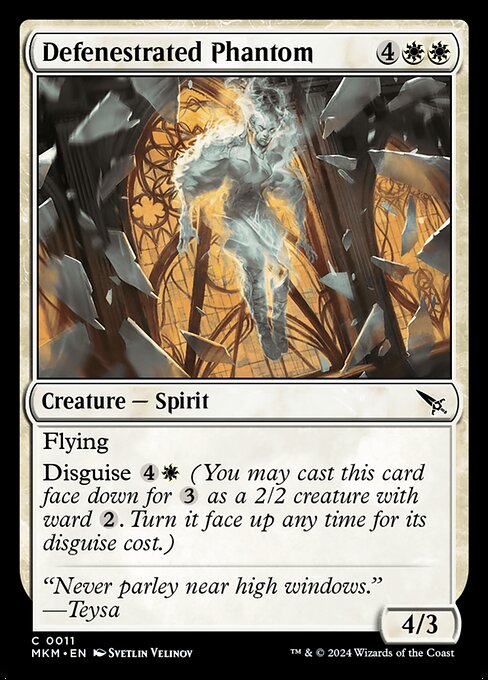 Defenestrated Phantom 4
Creature — Spirit
Flying
Disguise 4 (You may cast this card
face down for 3 as a 2/2 creature with
ward 2. Turn it face up any time for its
disguise cost.)
“Never parley near high windows.”
—Teysa
4/3
C 0011
MKM • EN Svetlin Velinov
™ & © 2024 Wizards of the Coast